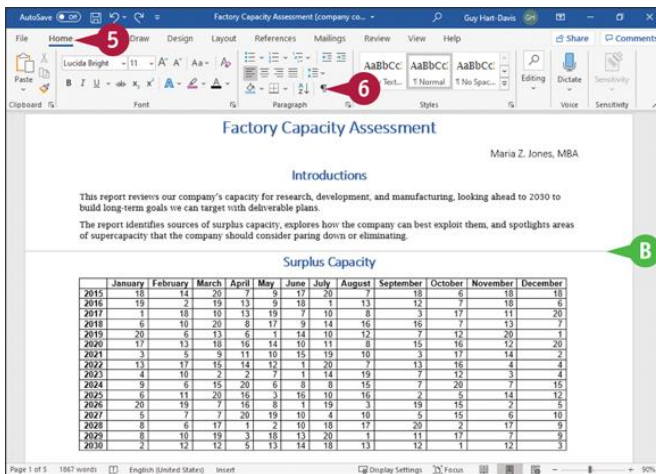 AutoSave Off Factory Capacity Assessment [company co... Guy Hart-Davis GH
File Home Draw Design Layout References Mailings Review View Help Share Comments
5
Paste Lucida Bright 11 A A Aa A
B I U ab x x A A
6
AaBbCc AaBbCc AaBbCc
Text... ¶ Normal ¶ No Spac...
Editing Dictate Sensitivity
Clipboard Font Paragraph Styles Voice Sensitivity
Factory Capacity Assessment
Maria Z. Jones, MBA
Introductions
This report reviews our company's capacity for research, development, and manufacturing, looking ahead to 2030 to
build long-term goals we can target with deliverable plans.
The report identifies sources of surplus capacity, explores how the company can best exploit them, and spotlights areas
of supercapacity that the company should consider paring down or eliminating.
B
Surplus Capacity
January February March April May June July August September October November December
2015 18 14 20 7 9 17 20 7 18 6 18 18
2016 19 2 19 13 9 18 1 13 12 7 18 6
2017 1 18 10 13 19 7 10 8 3 17 11 20
2018 6 10 20 8 17 9 14 16 16 7 13 7
2019 20 6 13 6 1 14 10 12 7 12 20 1
2020 17 13 18 16 14 10 11 8 15 16 12 20
2021 3 5 9 11 10 15 19 10 3 17 14 2
2022 13 17 15 14 12 1 20 7 13 16 4 4
2023 4 10 2 2 7 1 14 19 7 12 3 4
2024 9 6 15 20 6 8 8 15 7 20 7 15
2025 6 11 20 16 3 16 10 16 2 5 14 12
2026 20 19 7 16 8 1 19 3 19 15 2 5
2027 5 7 7 20 19 10 4 10 5 15 6 10
2028 8 6 17 1 2 10 18 17 20 2 17 9
2029 8 10 19 3 18 13 20 1 11 17 7 9
2030 2 12 12 5 13 14 18 13 12 1 12 3
Page 1 of 5 1867 words English (United States) Insert Display Settings Focus 90%